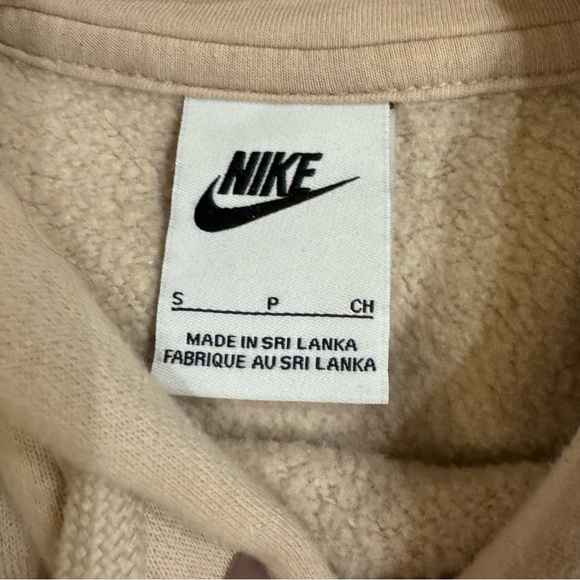 NIKE
S P CH
MADE IN SRI LANKA
FABRIQUE AU SRI LANKA